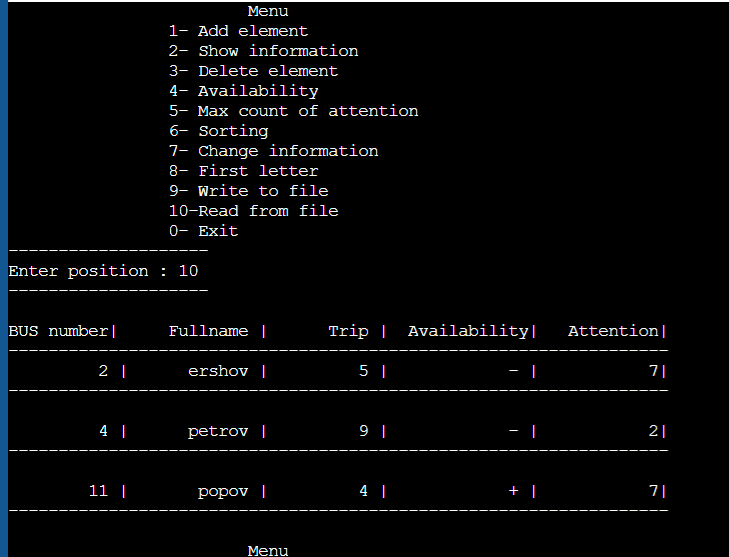 Menu
1- Add element
2- Show information
3- Delete element
4- Availability
5- Max count of attention
6- Sorting
7- Change information
8- First letter
9- Write to file
10-Read from file
0- Exit
--------------------
Enter position : 10
--------------------
BUS number|     Fullname |      Trip |  Availability|   Attention|
------------------------------------------------------------------
2 |      ershov |         5 |            - |           7|
------------------------------------------------------------------
4 |      petrov |         9 |            - |           2|
------------------------------------------------------------------
11 |       popov |         4 |            + |           7|
------------------------------------------------------------------
Menu